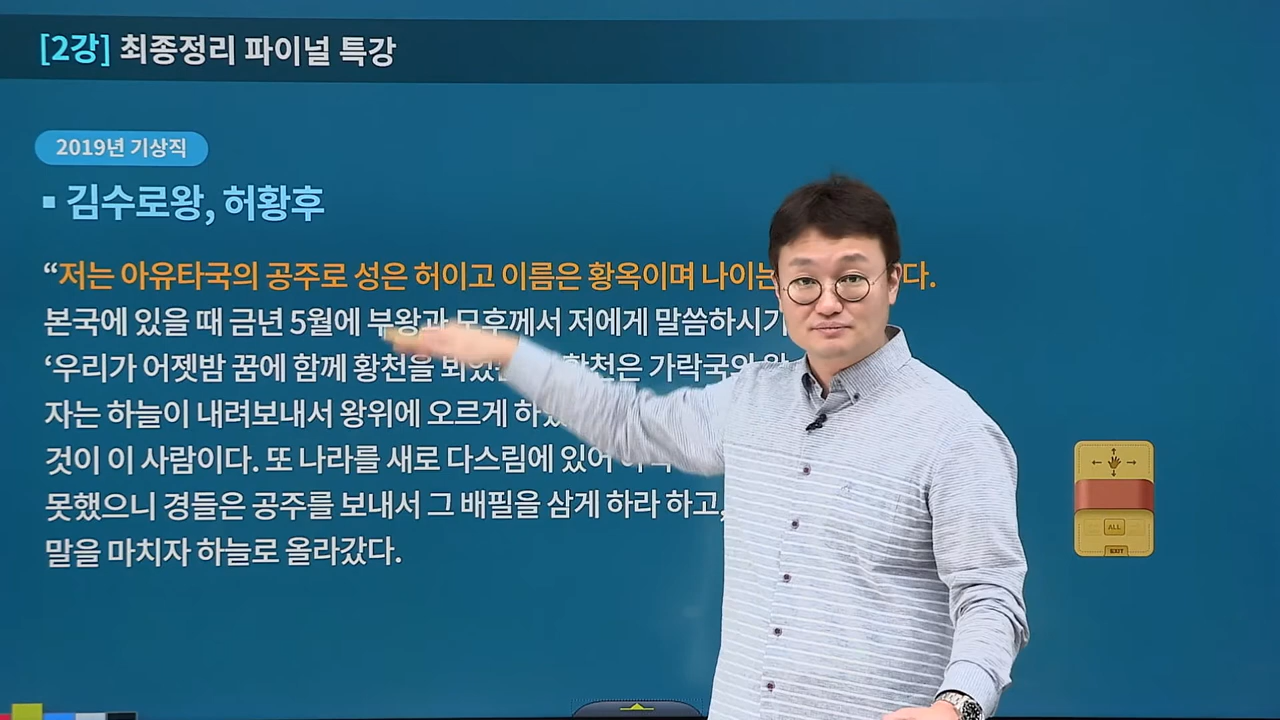 [2강] 최종정리 파이널 특강
2019년 기상직
▪ 김수로왕, 허황후
“저는 아유타국의 공주로 성은 허이고 이름은 황옥이며 나이는 다.
본국에 있을 때 금년 5월에 부왕과 모후께서 저에게 말씀하시기
‘우리가 어젯밤 꿈에 함께 황천을 뵈었 황천은 가락국의 왕
자는 하늘이 내려보내서 왕위에 오르게 하
것이 이 사람이다. 또 나라를 새로 다스림에 있어
못했으니 경들은 공주를 보내서 그 배필을 삼게 하라 하고,
말을 마치자 하늘로 올라갔다.
ALL
EXIT